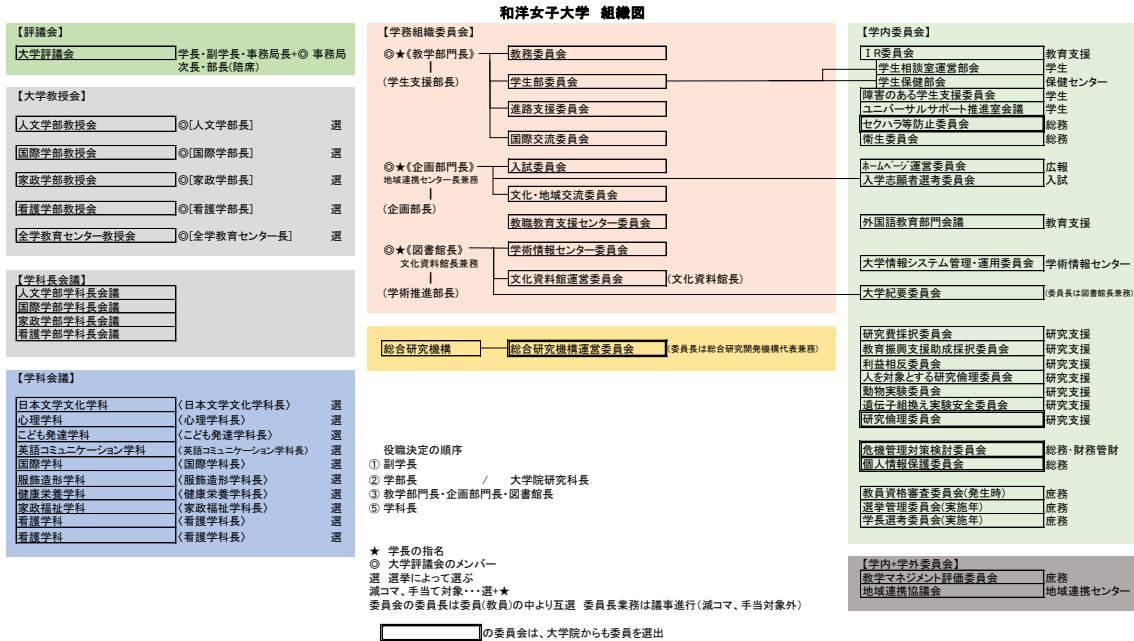 和洋女子大学 組織図
【評議会】
大学評議会 学長・副学長・事務局長+◎ 事務局
次長・部長(陪席)
【大学教授会】
人文学部教授会 ◎[人文学部長] 選
国際学部教授会 ◎[国際学部長] 選
家政学部教授会 ◎[家政学部長] 選
看護学部教授会 ◎[看護学部長] 選
全学教育センター教授会 ◎[全学教育センター長] 選
【学科長会議】
人文学部学科長会議
国際学部学科長会議
家政学部学科長会議
看護学部学科長会議
【学科会議】
日本文学文化学科 〈日本文学文化学科長〉 選
心理学科 〈心理学科長〉 選
こども発達学科 〈こども発達学科長〉 選
英語コミュニケーション学科 〈英語コミュニケーション学科長〉 選
国際学科 〈国際学科長〉 選
服飾造形学科 〈服飾造形学科長〉 選
健康栄養学科 〈健康栄養学科長〉 選
家政福祉学科 〈家政福祉学科長〉 選
看護学科 〈看護学科長〉 選
看護学科 〈看護学科長〉 選
【学務組織委員会】
◎★《教学部門長》 教務委員会
(学生支援部長) 学生部委員会
進路支援委員会
国際交流委員会
◎★《企画部門長》 入試委員会
地域連携センター長兼務
文化・地域交流委員会
(企画部長)
教職教育支援センター委員会
◎★《図書館長》 学術情報センター委員会
文化資料館長兼務
文化資料館運営委員会 (文化資料館長)
(学術推進部長)
総合研究機構 総合研究機構運営委員会 (委員長は総合研究開発機構代表兼務)
役職決定の順序
① 副学長
② 学部長 / 大学院研究科長
③ 教学部門長・企画部門長・図書館長
⑤ 学科長
★ 学長の指名
◎ 大学評議会のメンバー
選 選挙によって選ぶ
減コマ、手当て対象・・・選+★
委員会の委員長は委員(教員)の中より互選 委員長業務は議事進行(減コマ、手当対象外)
の委員会は、大学院からも委員を選出
【学内委員会】
ＩＲ委員会 教育支援
学生相談室運営部会 学生
学生保健部会 保健センター
障害のある学生支援委員会 学生
ユニバーサルサポート推進室会議 学生
セクハラ等防止委員会 総務
衛生委員会 総務
ホームページ運営委員会 広報
入学志願者選考委員会 入試
外国語教育部門会議 教育支援
大学情報システム管理・運用委員会 学術情報センター
大学紀要委員会 (委員長は図書館長兼務)
研究費採択委員会 研究支援
教育振興支援助成採択委員会 研究支援
利益相反委員会 研究支援
人を対象とする研究倫理委員会 研究支援
動物実験委員会 研究支援
遺伝子組換え実験安全委員会 研究支援
研究倫理委員会 研究支援
危機管理対策検討委員会 総務・財務管財
個人情報保護委員会 総務
教員資格審査委員会(発生時) 庶務
選挙管理委員会(実施年) 庶務
学長選考委員会(実施年) 庶務
【学内+学外委員会】
教学マネジメント評価委員会 庶務
地域連携協議会 地域連携センター